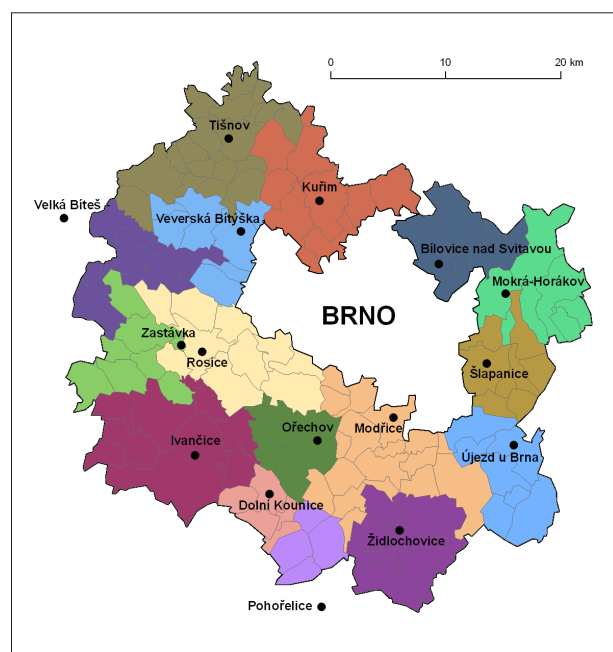 0 10 20 km
Tišnov
Kuřim
Velká Bíteš
Veverská Bitýška
Bílovice nad Svitavou
Mokrá-Horákov
BRNO
Zastávka
Rosice
Šlapanice
Modřice
Ořechov
Ivančice
Újezd u Brna
Dolní Kounice
Židlochovice
Pohořelice